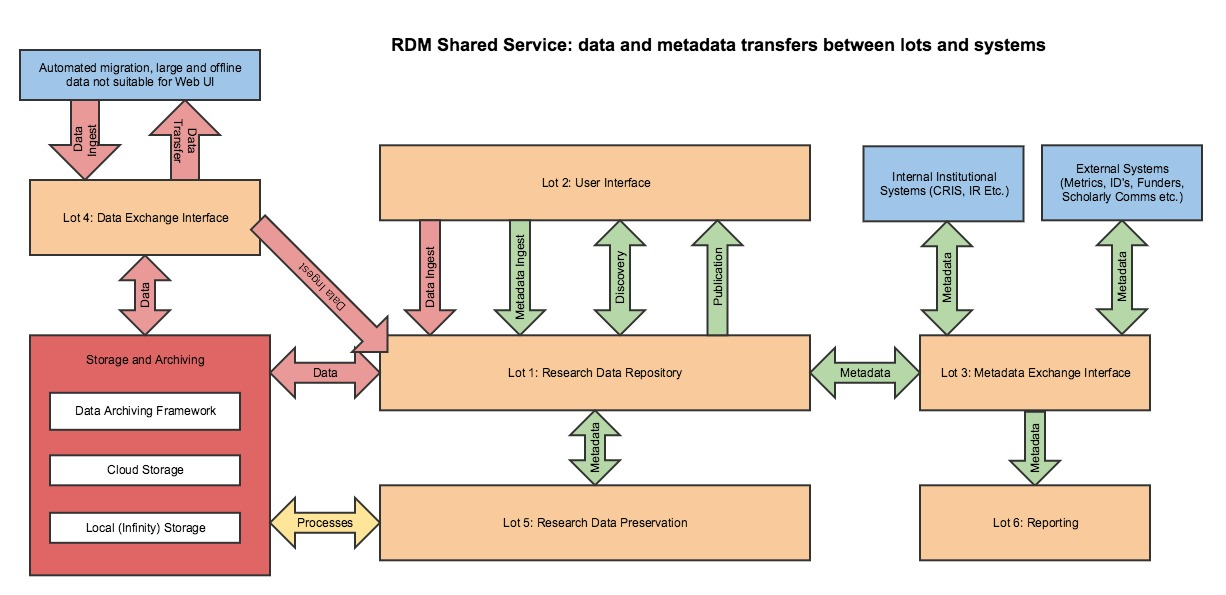 RDM Shared Service: data and metadata transfers between lots and systems
Automated migration, large and offline
data not suitable for Web UI
Data
Ingest
Data
Transfer
Lot 4: Data Exchange Interface
Lot 2: User Interface
Internal Institutional
Systems (CRIS, IR Etc.)
External Systems
(Metrics, ID's, Funders,
Scholarly Comms etc.)
Data Ingest
Data Ingest
Metadata Ingest
Discovery
Publication
Metadata
Metadata
Data
Storage and Archiving
Data Archiving Framework
Cloud Storage
Local (Infinity) Storage
Data
Lot 1: Research Data Repository
Metadata
Lot 3: Metadata Exchange Interface
Metadata
Metadata
Processes
Lot 5: Research Data Preservation
Lot 6: Reporting